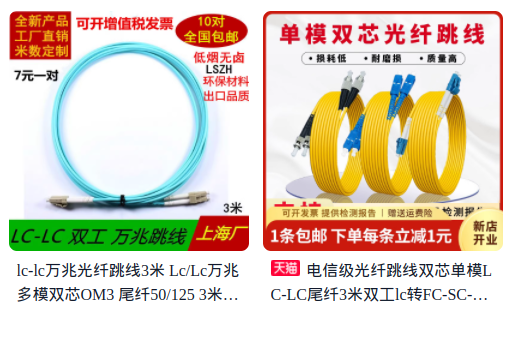 全新产品
工厂直销
米数定制
可开增值税发票
10对
全国包邮
7元一对
低烟无卤
LSZH
环保材料
出口品质
3米
LC-LC 双工 万兆跳线
上海厂
lc-lc万兆光纤跳线3米 Lc/Lc万兆
多模双芯OM3 尾纤50/125 3米...
单模双芯光纤跳线
·损耗低 ·耐磨损 ·质量高
可开发票 提供检测报告 赠送运费险
检测报告
1条包邮 下单每条立减1元
新店
开业
天猫 电信级光纤跳线双芯单模L
C-LC尾纤3米双工lc转FC-SC-...